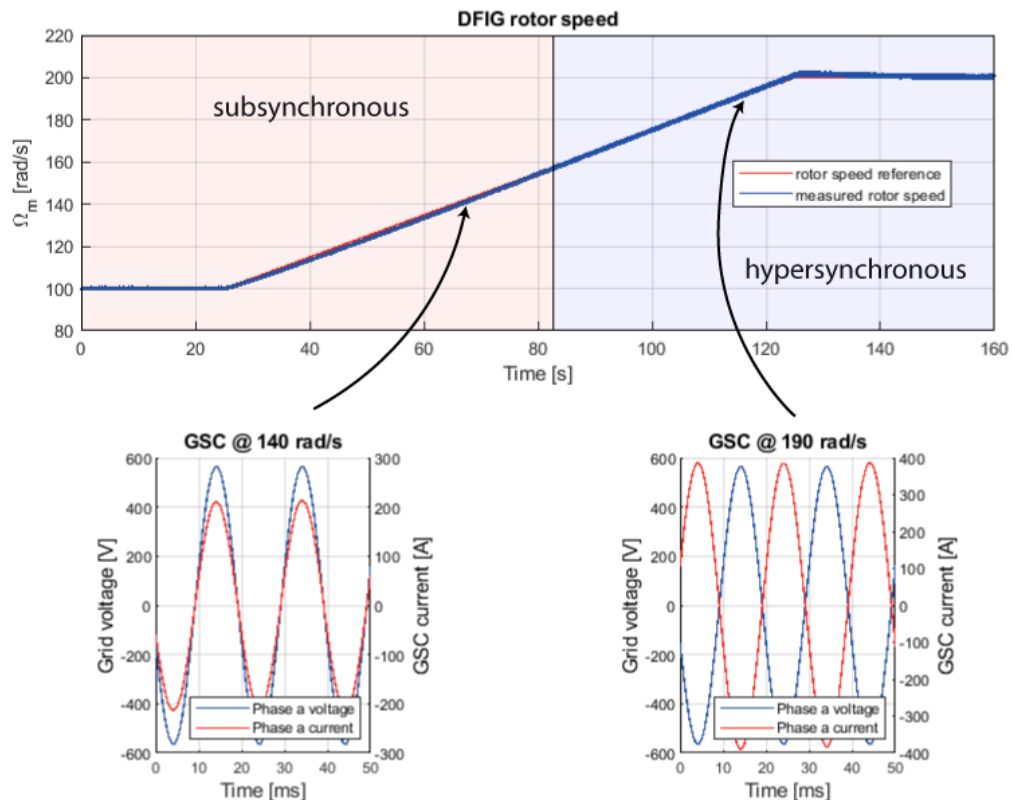 DFIG rotor speed
220
200
180
160
140
120
100
80
Ωm [rad/s]
subsynchronous
hypersynchronous
rotor speed reference
measured rotor speed
0 20 40 60 80 100 120 140 160
Time [s]
GSC @ 140 rad/s
600
400
200
0
-200
-400
-600
Grid voltage [V]
300
200
100
0
-100
-200
-300
GSC current [A]
Phase a voltage
Phase a current
0 10 20 30 40 50
Time [ms]
GSC @ 190 rad/s
600
400
200
0
-200
-400
-600
Grid voltage [V]
400
300
200
100
0
-100
-200
-300
-400
GSC current [A]
Phase a voltage
Phase a current
0 10 20 30 40 50
Time [ms]